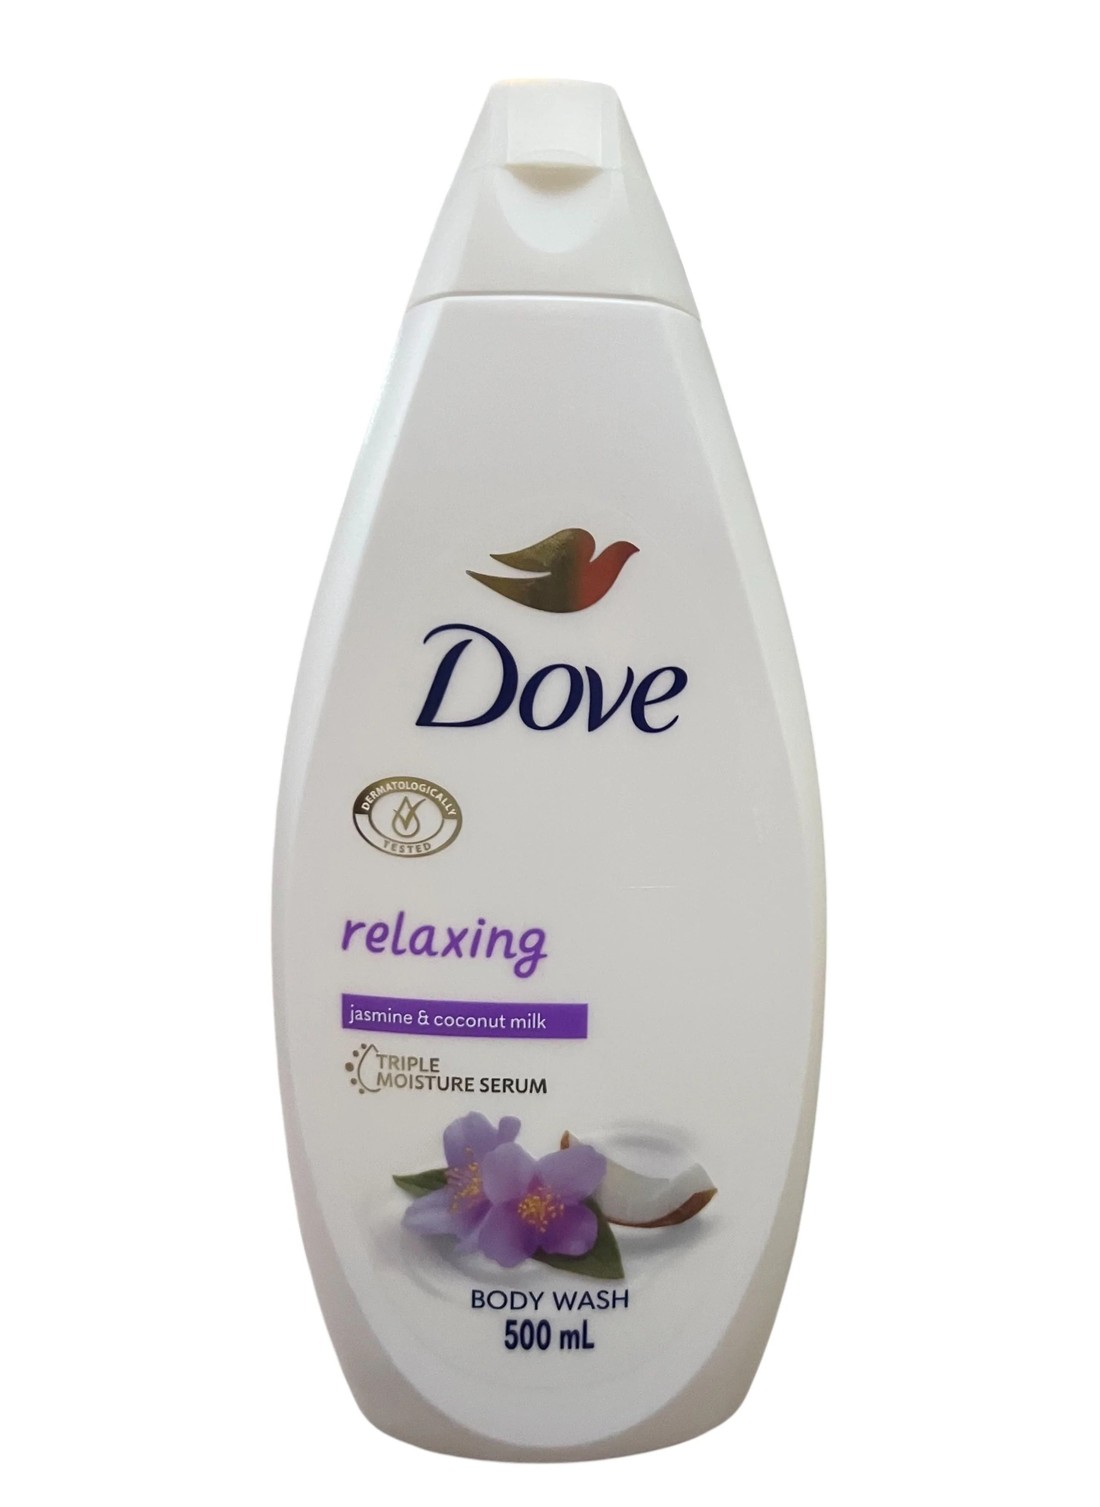 Dove
DERMATOLOGICALLY
TESTED
relaxing
jasmine & coconut milk
TRIPLE
MOISTURE SERUM
BODY WASH
500 mL